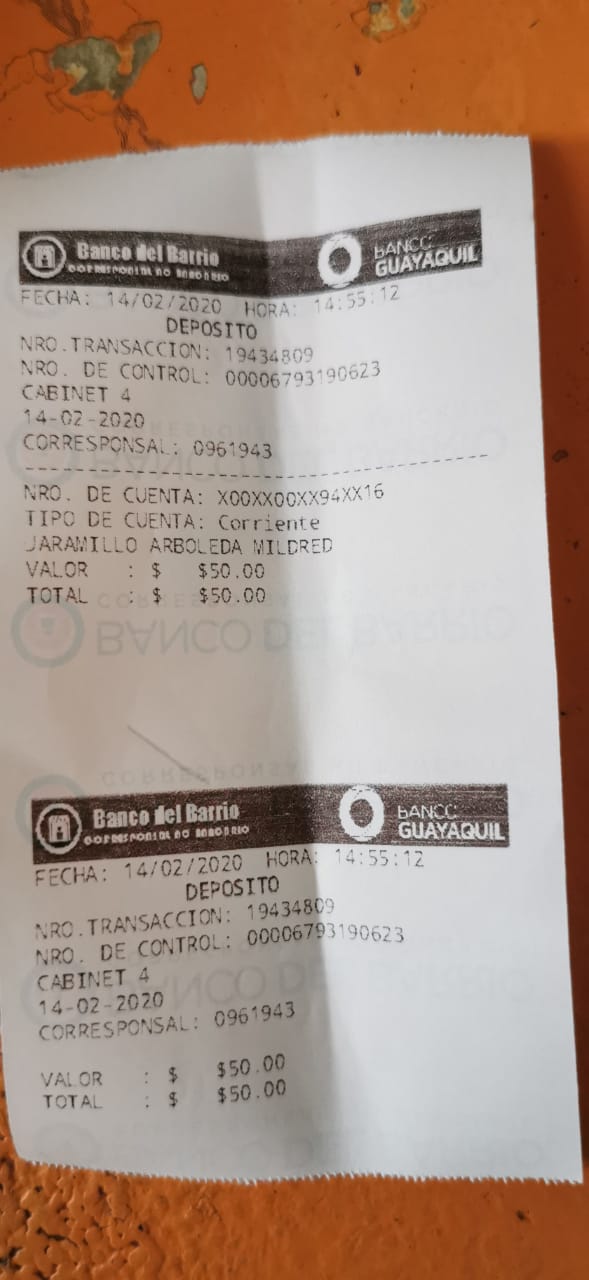 Banco del Barrio
CORRESPONSAL NO BANCARIO
BANCO
GUAYAQUIL
FECHA: 14/02/2020 HORA: 14:55:12
DEPOSITO
NRO.TRANSACCION: 19434809
NRO. DE CONTROL: 00006793190623
CABINET 4
14-02-2020
CORRESPONSAL: 0961943
NRO. DE CUENTA: X00XX00XX94XX16
TIPO DE CUENTA: Corriente
JARAMILLO ARBOLEDA MILDRED
VALOR : $ $50.00
TOTAL : $ $50.00
BANCO DEL BARRIO
Banco del Barrio
CORRESPONSAL NO BANCARIO
BANCO
GUAYAQUIL
FECHA: 14/02/2020 HORA: 14:55:12
DEPOSITO
NRO.TRANSACCION: 19434809
NRO. DE CONTROL: 00006793190623
CABINET 4
14-02-2020
CORRESPONSAL: 0961943
VALOR : $ $50.00
TOTAL : $ $50.00